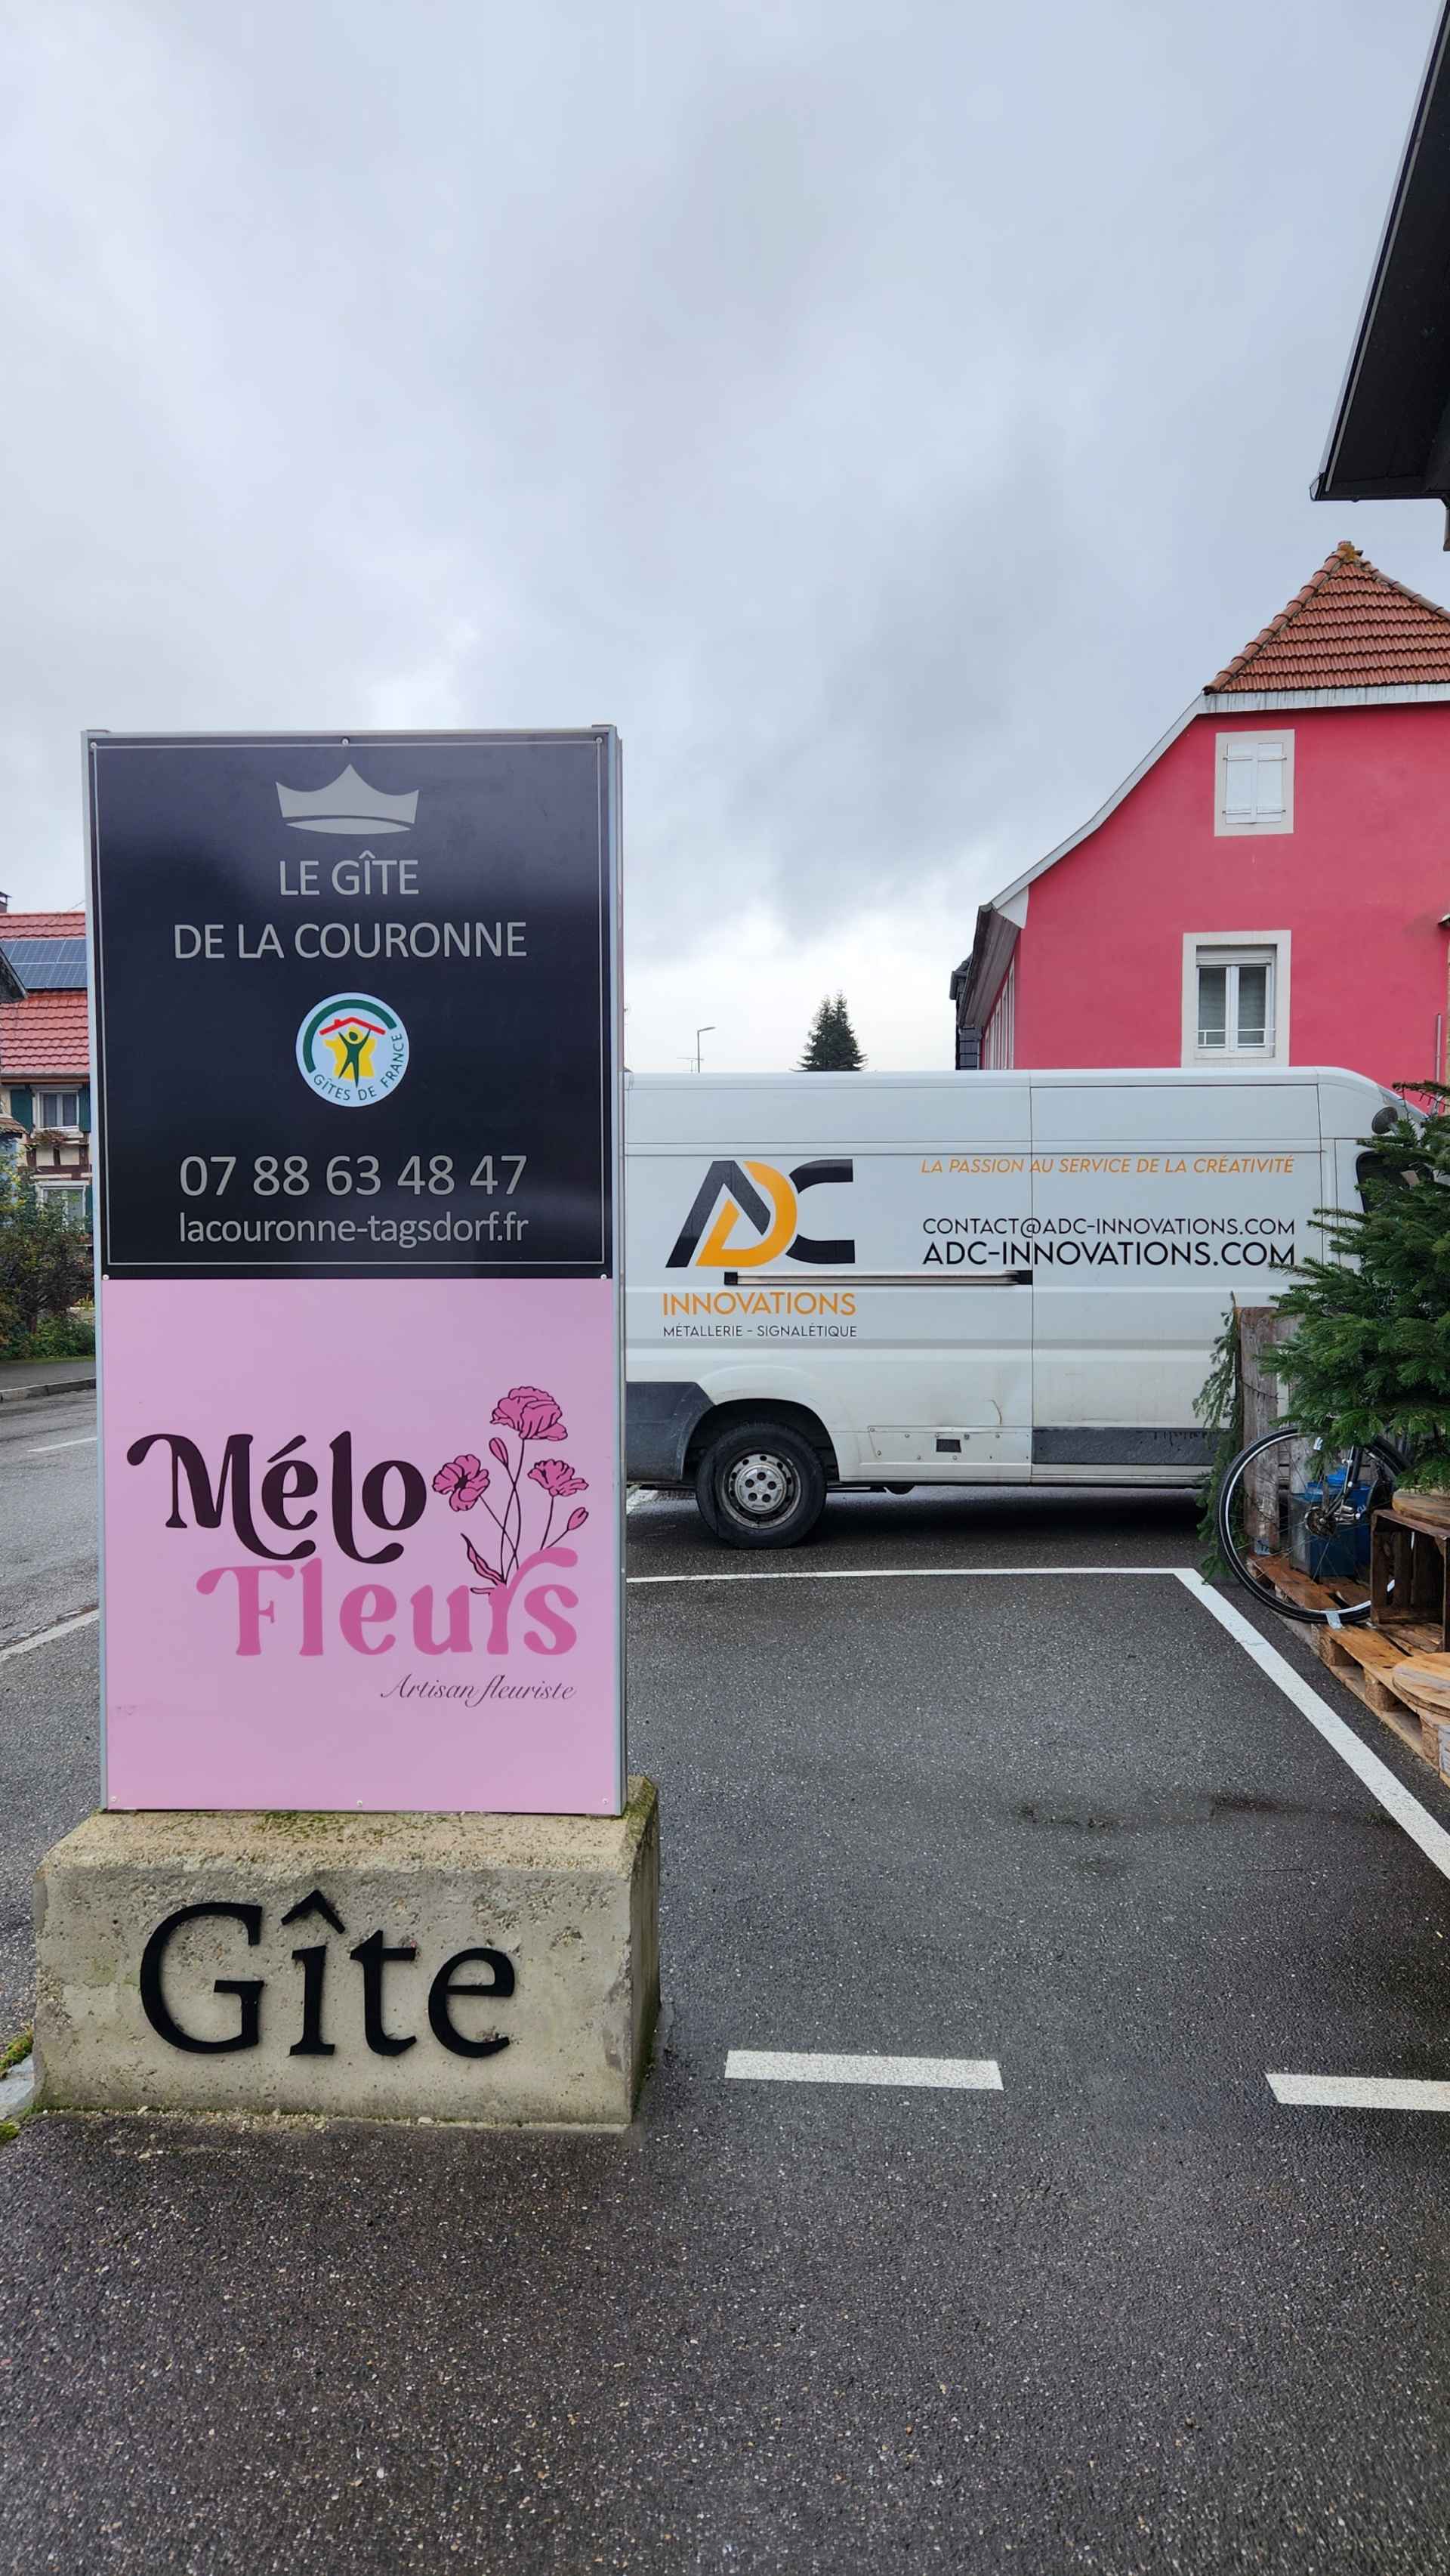 LE GÎTE
DE LA COURONNE
GÎTES DE FRANCE
07 88 63 48 47
lacouronne-tagsdorf.fr
Mélo
Fleurs
Artisan fleuriste
Gîte
ADC
INNOVATIONS
MÉTALLERIE - SIGNALÉTIQUE
LA PASSION AU SERVICE DE LA CRÉATIVITÉ
CONTACT@ADC-INNOVATIONS.COM
ADC-INNOVATIONS.COM